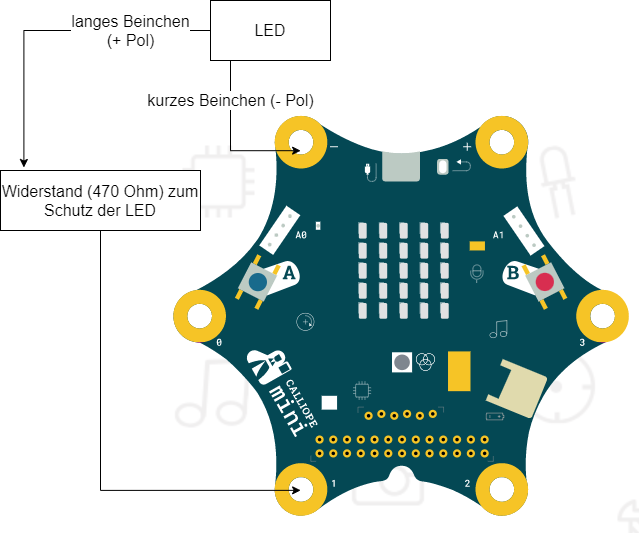 langes Beinchen
(+ Pol)
LED
kurzes Beinchen (- Pol)
− +
Widerstand (470 Ohm) zum
Schutz der LED
A0 A1
A B
0 3
CALLIOPE
mini
1 2